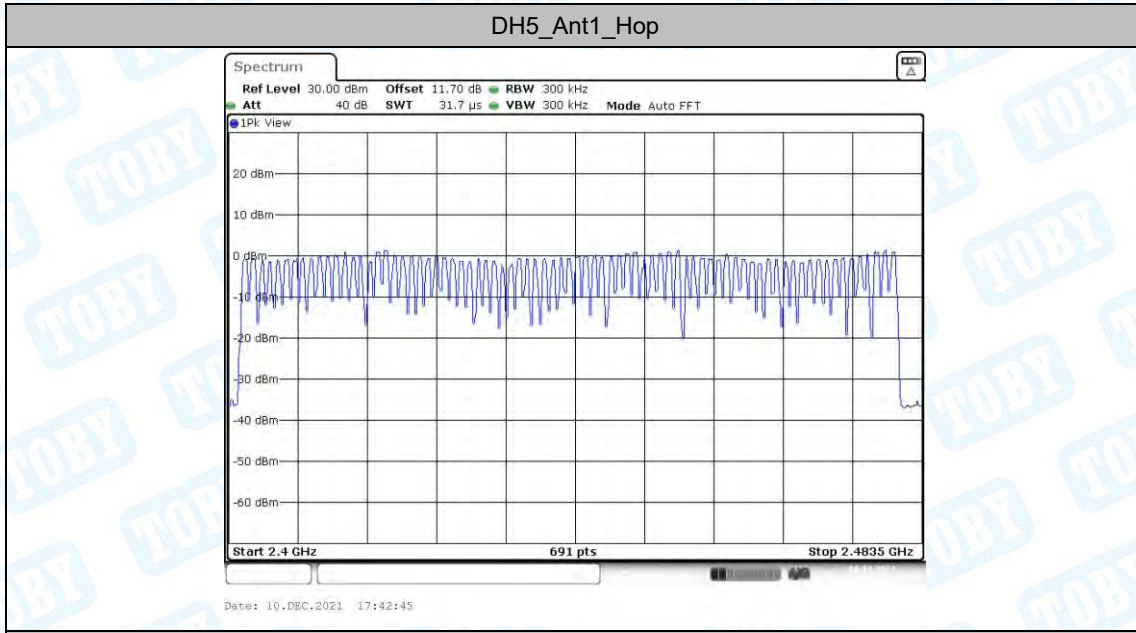 DH5_Ant1_Hop
Spectrum
Ref Level 30.00 dBm Offset 11.70 dB RBW 300 kHz
Att 40 dB SWT 31.7 µs VBW 300 kHz Mode Auto FFT
1Pk View
20 dBm
10 dBm
0 dBm
-10 dBm
-20 dBm
-30 dBm
-40 dBm
-50 dBm
-60 dBm
Start 2.4 GHz 691 pts Stop 2.4835 GHz
Date: 10.DEC.2021 17:42:45
TOBY